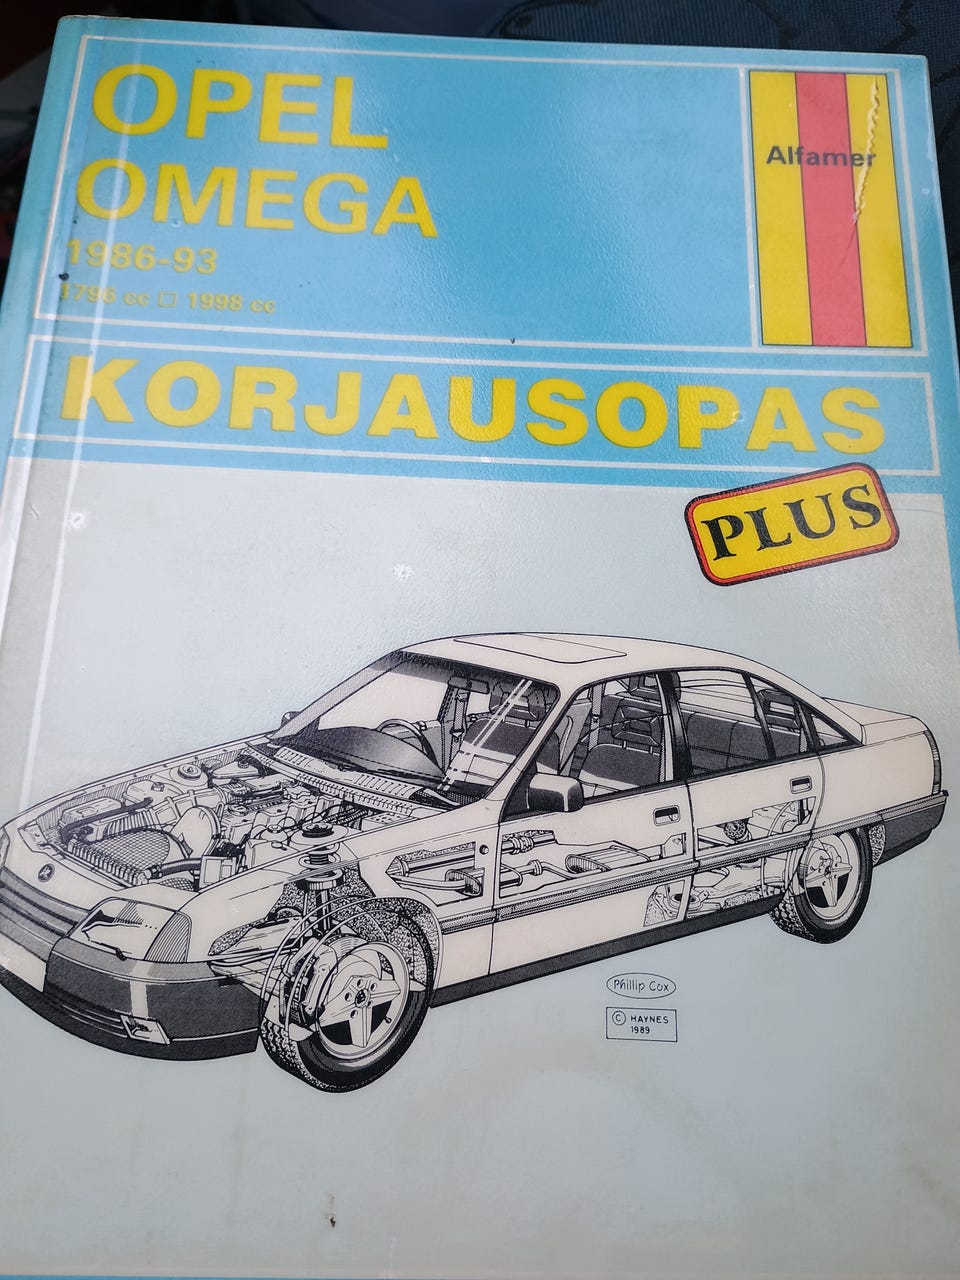 OPEL
OMEGA
1986-93
1796 cc □ 1998 cc
Alfamer
KORJAUSOPAS
PLUS
Phillip Cox
© HAYNES
1989